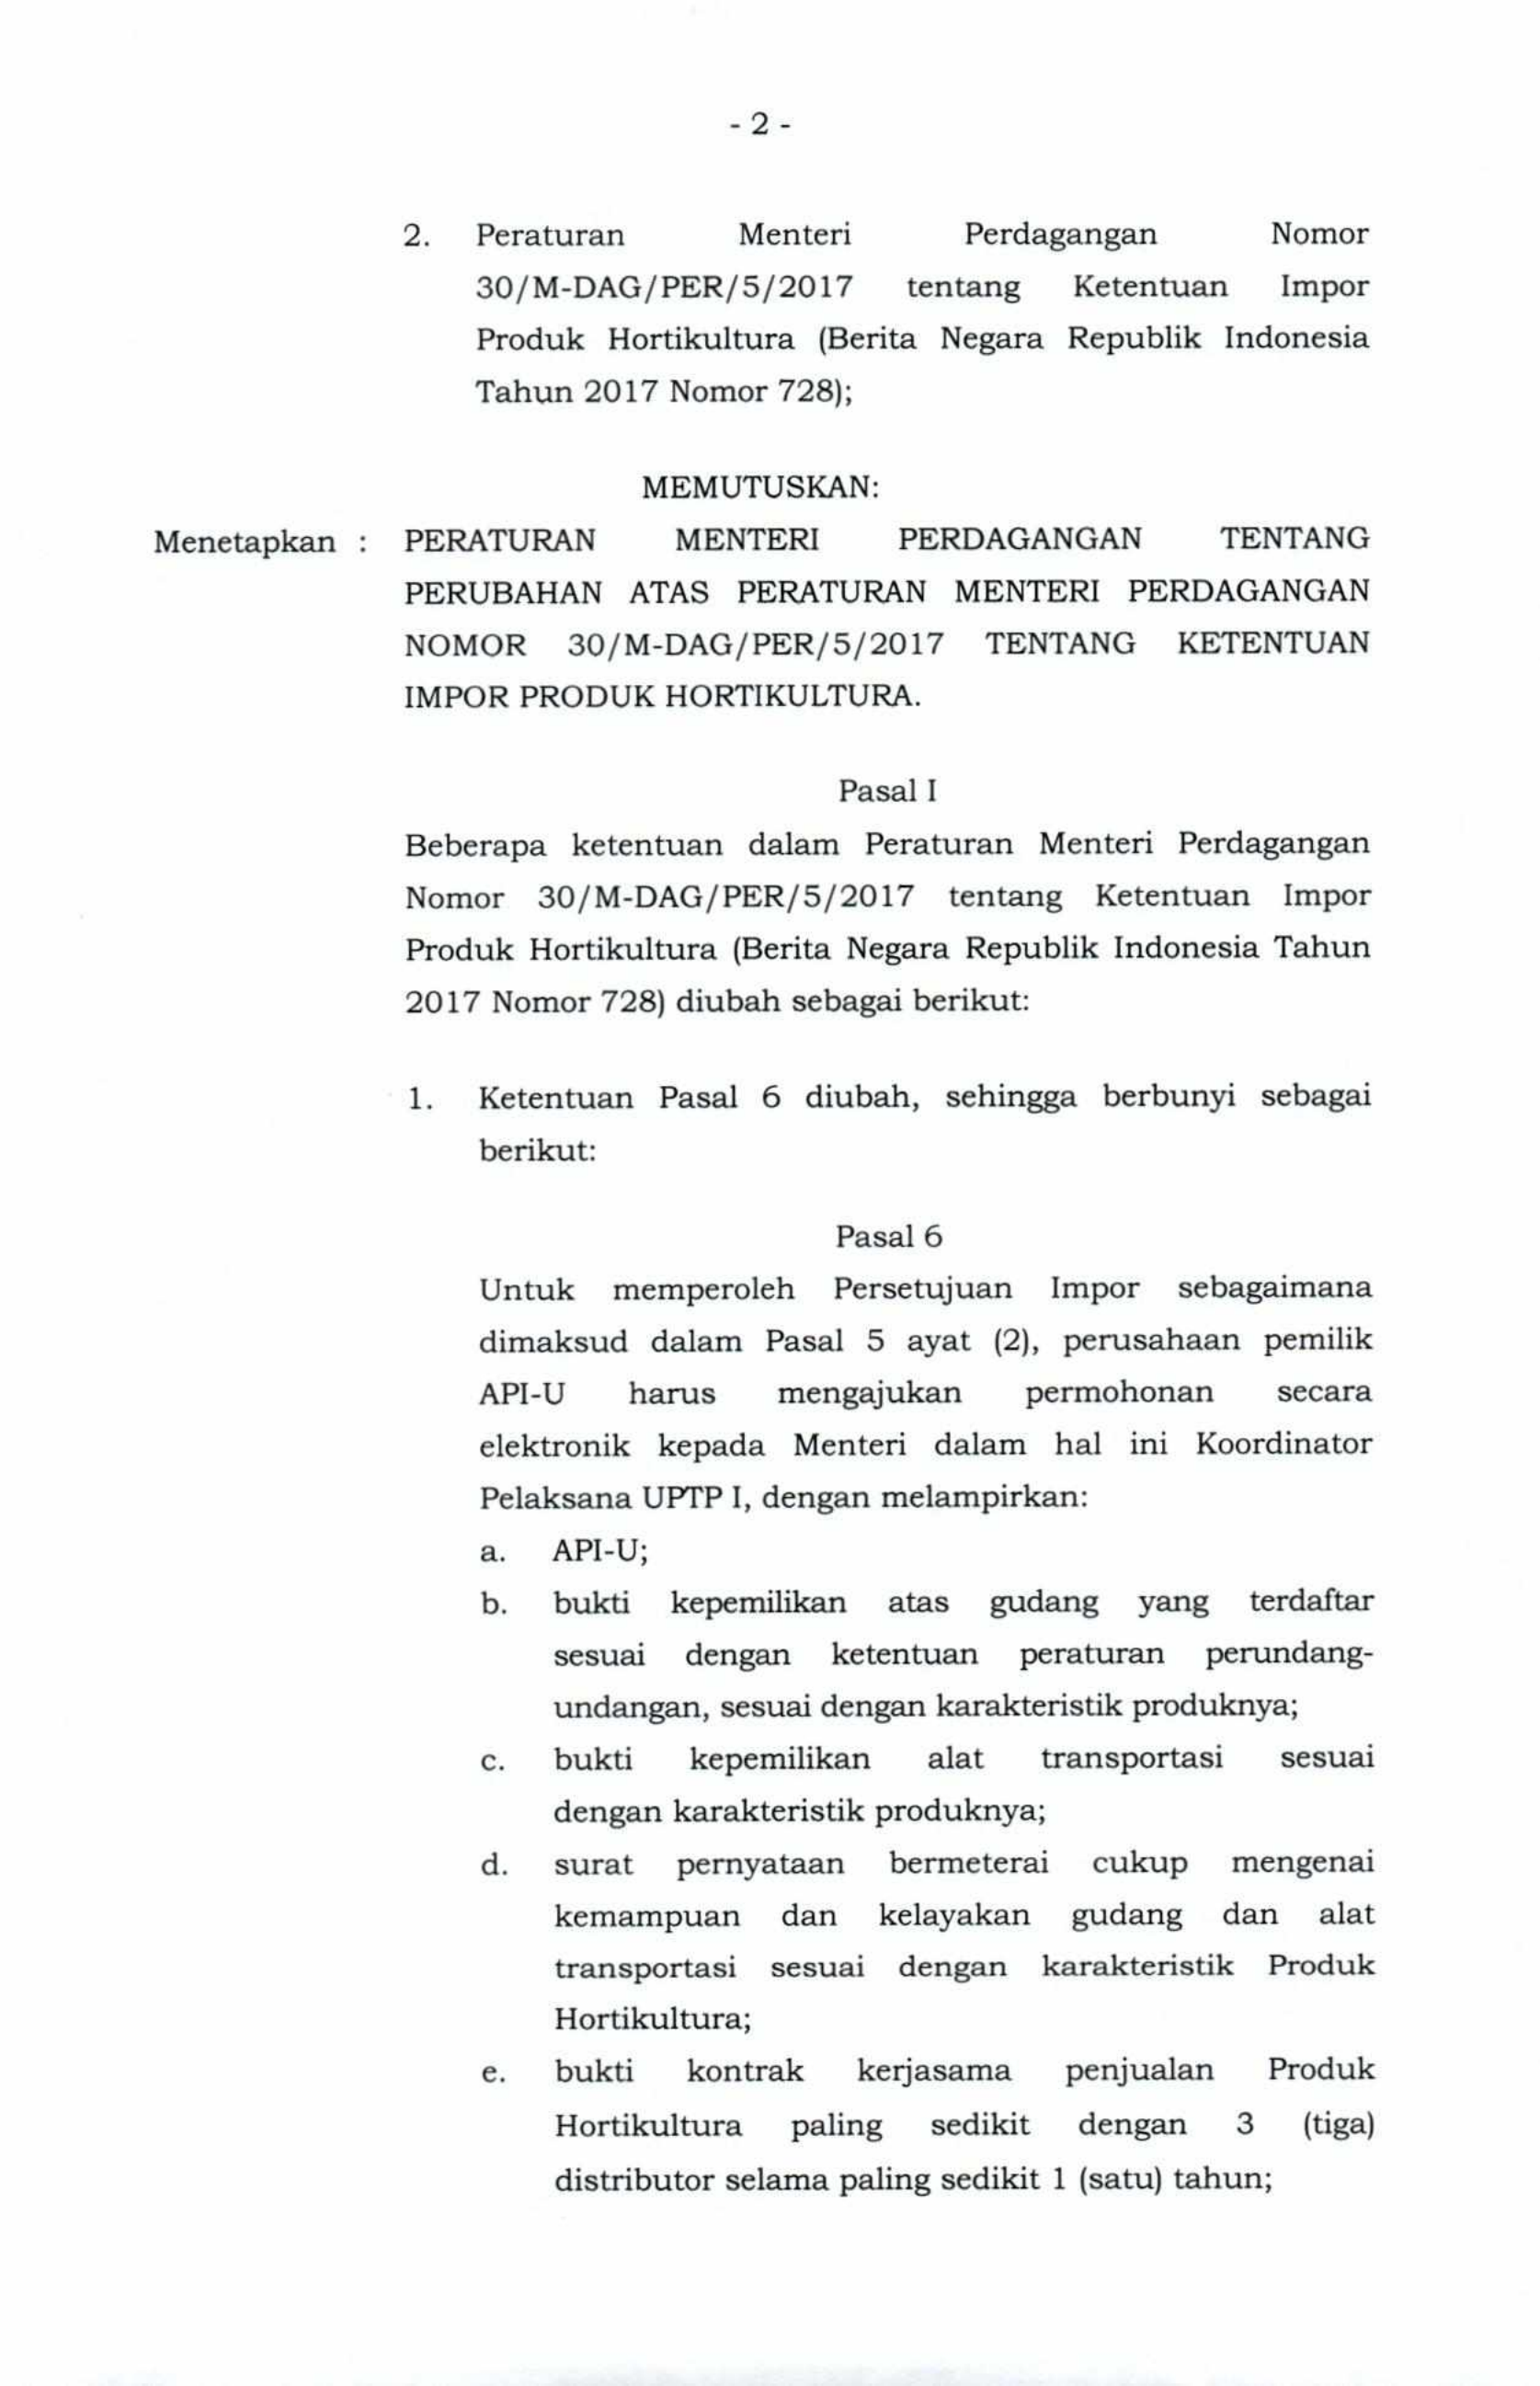 - 2 -
2. Peraturan Menteri Perdagangan Nomor
30/M-DAG/PER/5/2017 tentang Ketentuan Impor
Produk Hortikultura (Berita Negara Republik Indonesia
Tahun 2017 Nomor 728);
MEMUTUSKAN:
Menetapkan : PERATURAN MENTERI PERDAGANGAN TENTANG
PERUBAHAN ATAS PERATURAN MENTERI PERDAGANGAN
NOMOR 30/M-DAG/PER/5/2017 TENTANG KETENTUAN
IMPOR PRODUK HORTIKULTURA.
Pasal I
Beberapa ketentuan dalam Peraturan Menteri Perdagangan
Nomor 30/M-DAG/PER/5/2017 tentang Ketentuan Impor
Produk Hortikultura (Berita Negara Republik Indonesia Tahun
2017 Nomor 728) diubah sebagai berikut:
1. Ketentuan Pasal 6 diubah, sehingga berbunyi sebagai
berikut:
Pasal 6
Untuk memperoleh Persetujuan Impor sebagaimana
dimaksud dalam Pasal 5 ayat (2), perusahaan pemilik
API-U harus mengajukan permohonan secara
elektronik kepada Menteri dalam hal ini Koordinator
Pelaksana UPTP I, dengan melampirkan:
a. API-U;
b. bukti kepemilikan atas gudang yang terdaftar
sesuai dengan ketentuan peraturan perundang-
undangan, sesuai dengan karakteristik produknya;
c. bukti kepemilikan alat transportasi sesuai
dengan karakteristik produknya;
d. surat pernyataan bermeterai cukup mengenai
kemampuan dan kelayakan gudang dan alat
transportasi sesuai dengan karakteristik Produk
Hortikultura;
e. bukti kontrak kerjasama penjualan Produk
Hortikultura paling sedikit dengan 3 (tiga)
distributor selama paling sedikit 1 (satu) tahun;